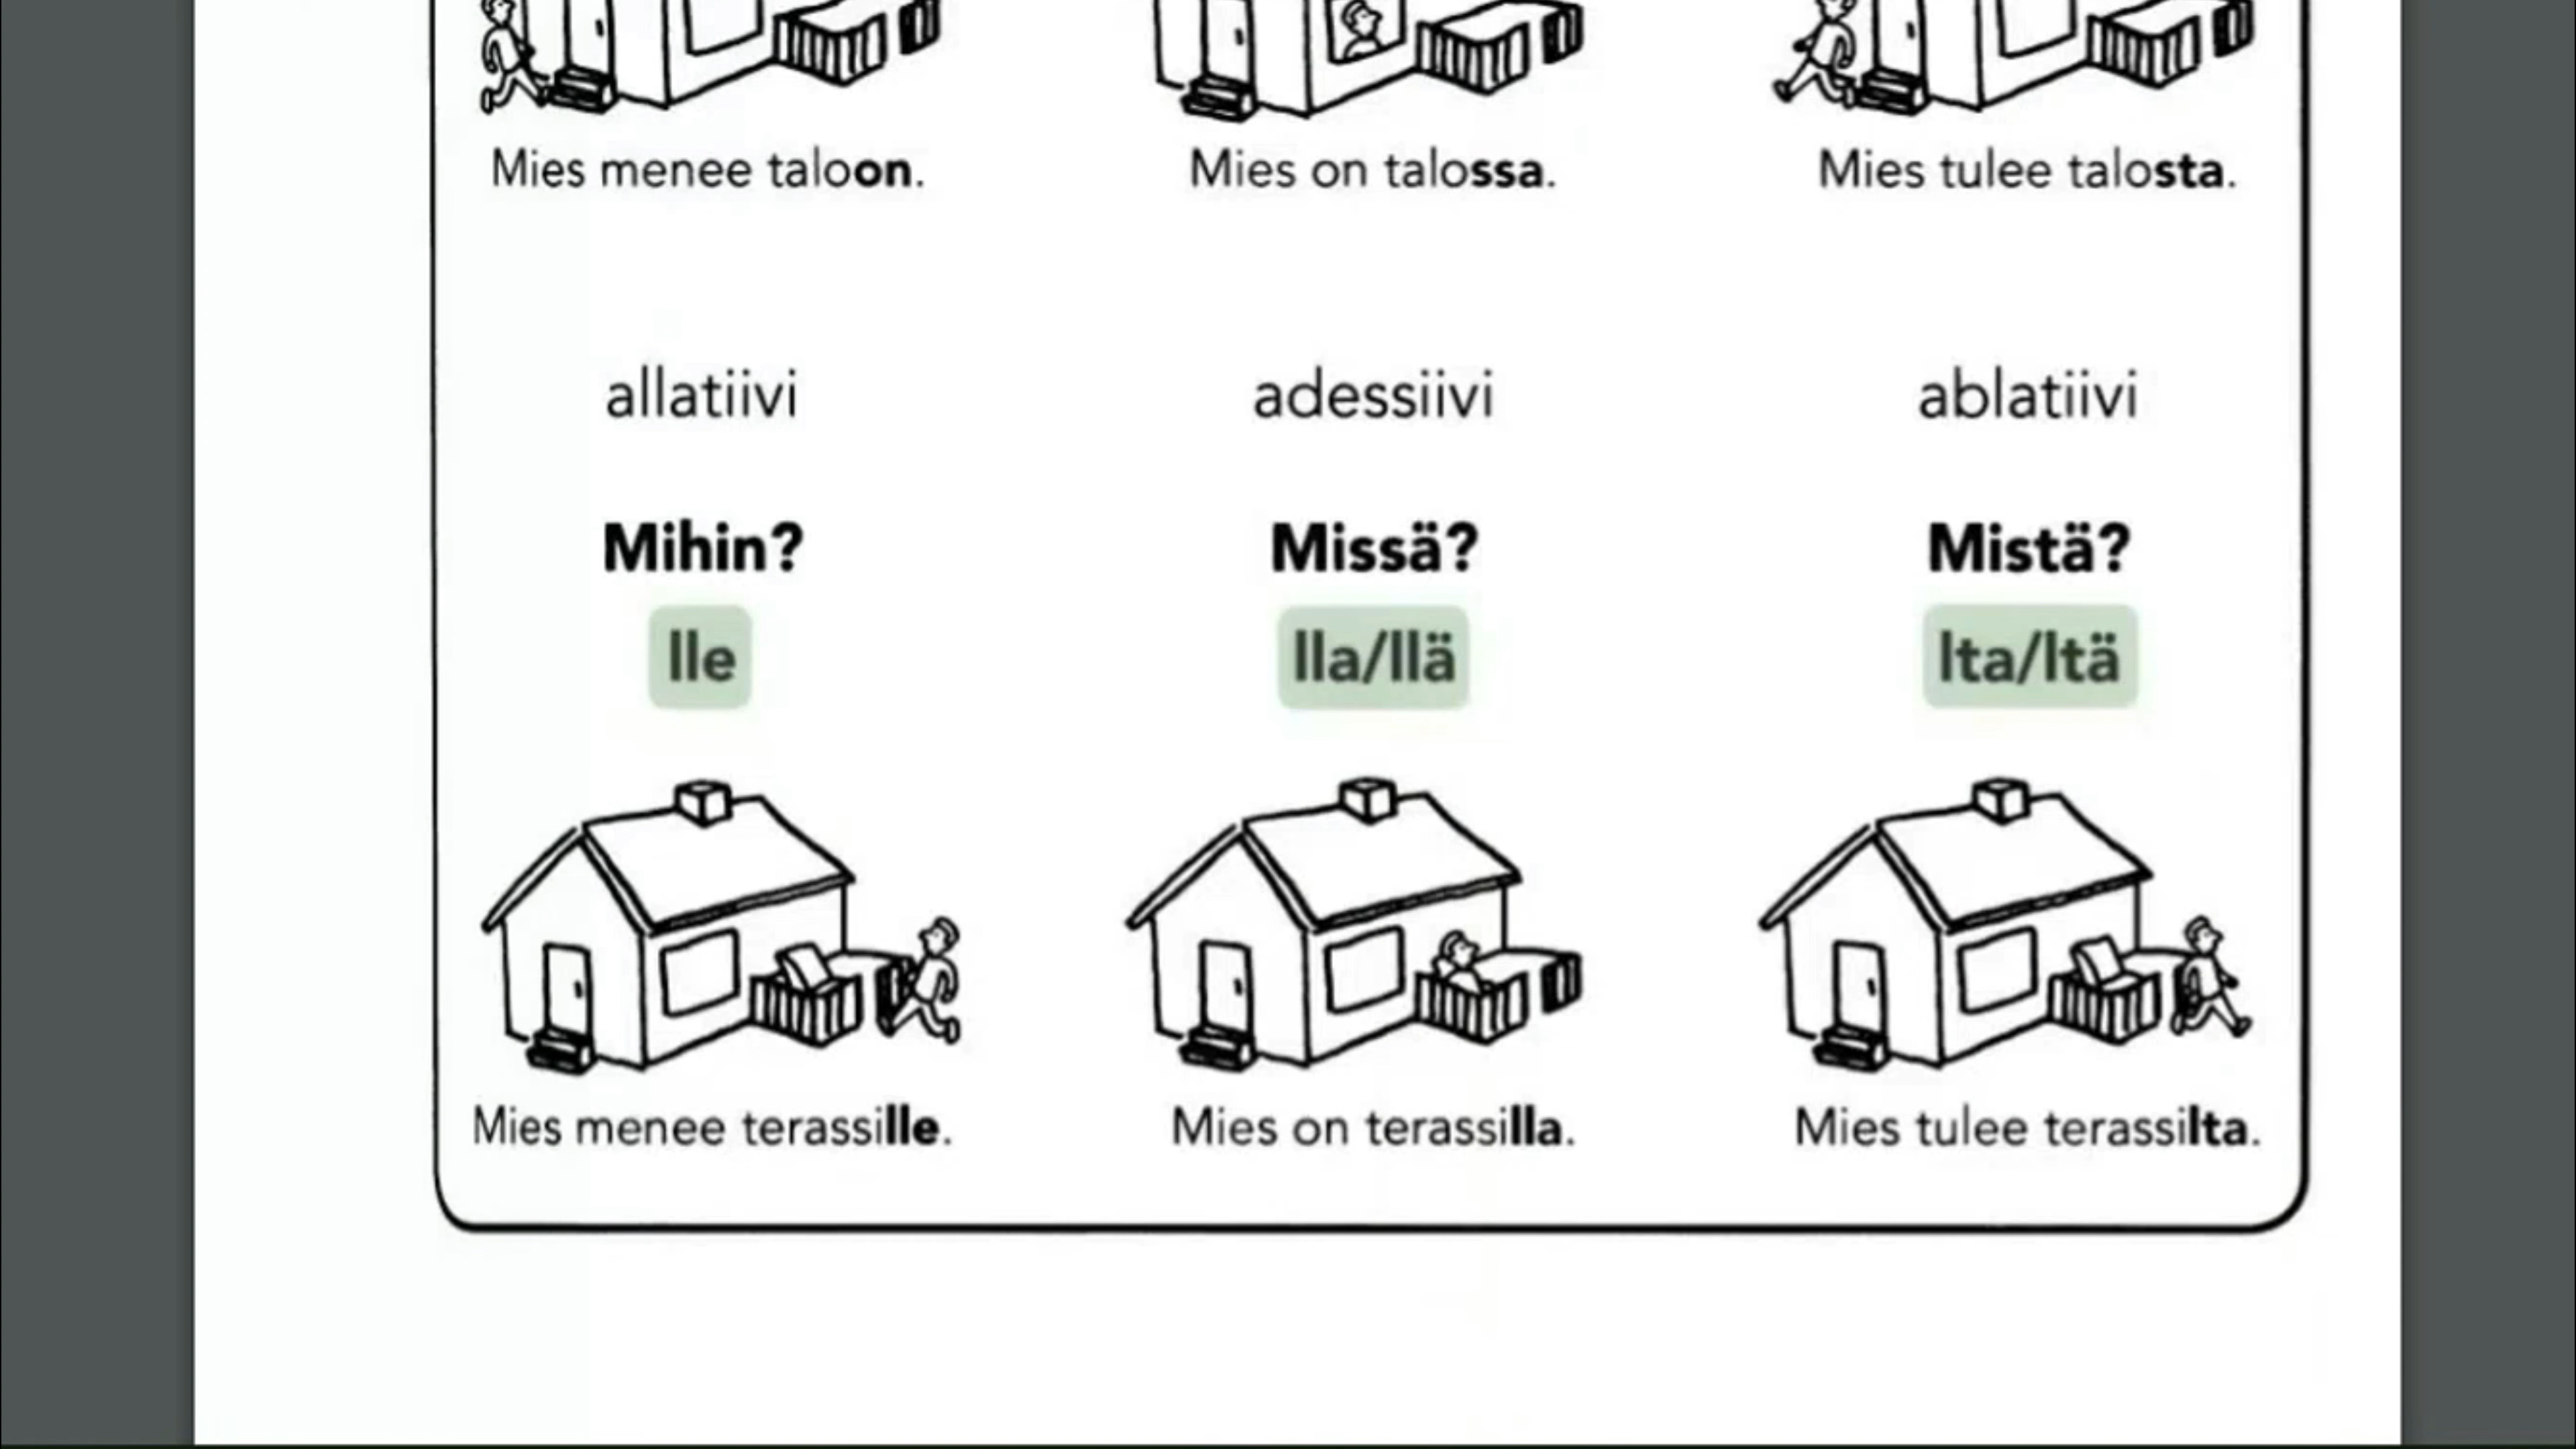 Mies menee taloon. Mies on talossa. Mies tulee talosta.
allatiivi adessiivi ablatiivi
Mihin? Missä? Mistä?
lle lla/llä lta/ltä
Mies menee terassille. Mies on terassilla. Mies tulee terassilta.